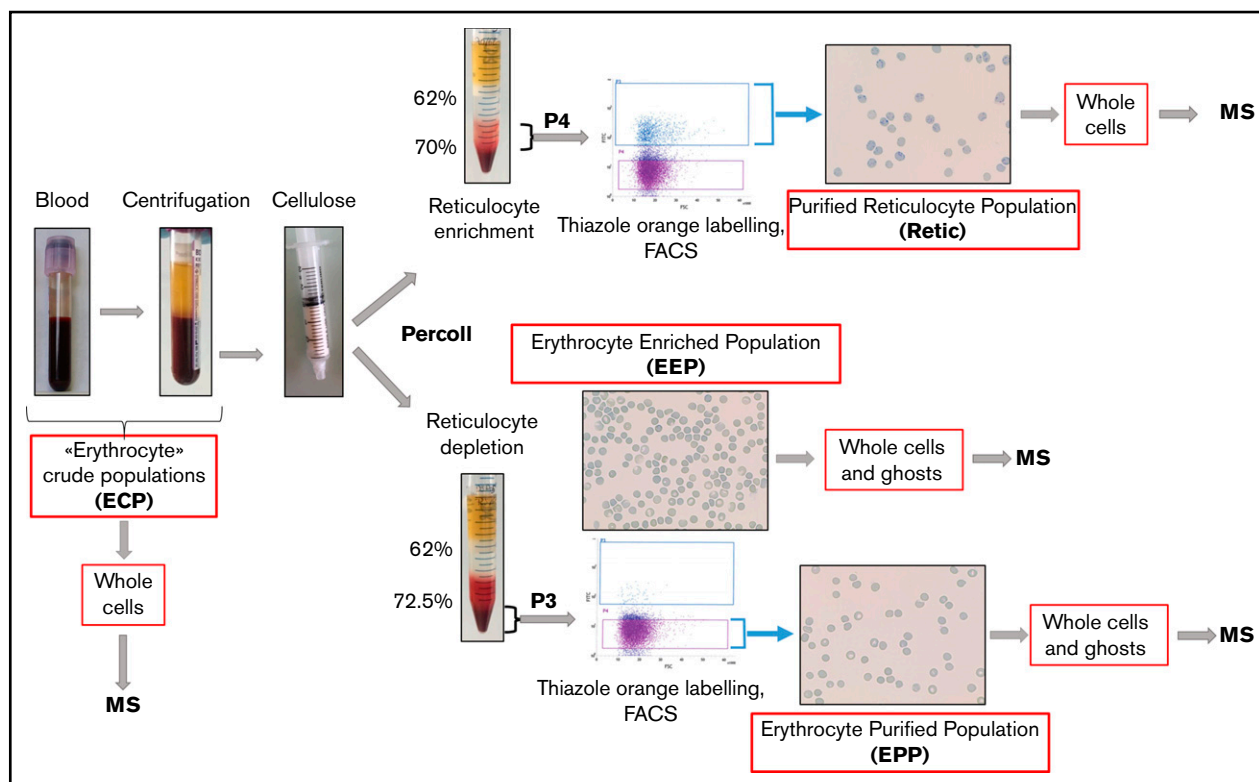 Blood
Centrifugation
Cellulose
«Erythrocyte»
crude populations
(ECP)
Whole
cells
MS
Percoll
62%
70%
Reticulocyte
enrichment
P4
Thiazole orange labelling,
FACS
Purified Reticulocyte Population
(Retic)
Whole
cells
MS
Reticulocyte
depletion
62%
72.5%
Erythrocyte Enriched Population
(EEP)
Whole cells
and ghosts
MS
P3
Thiazole orange labelling,
FACS
Erythrocyte Purified Population
(EPP)
Whole cells
and ghosts
MS